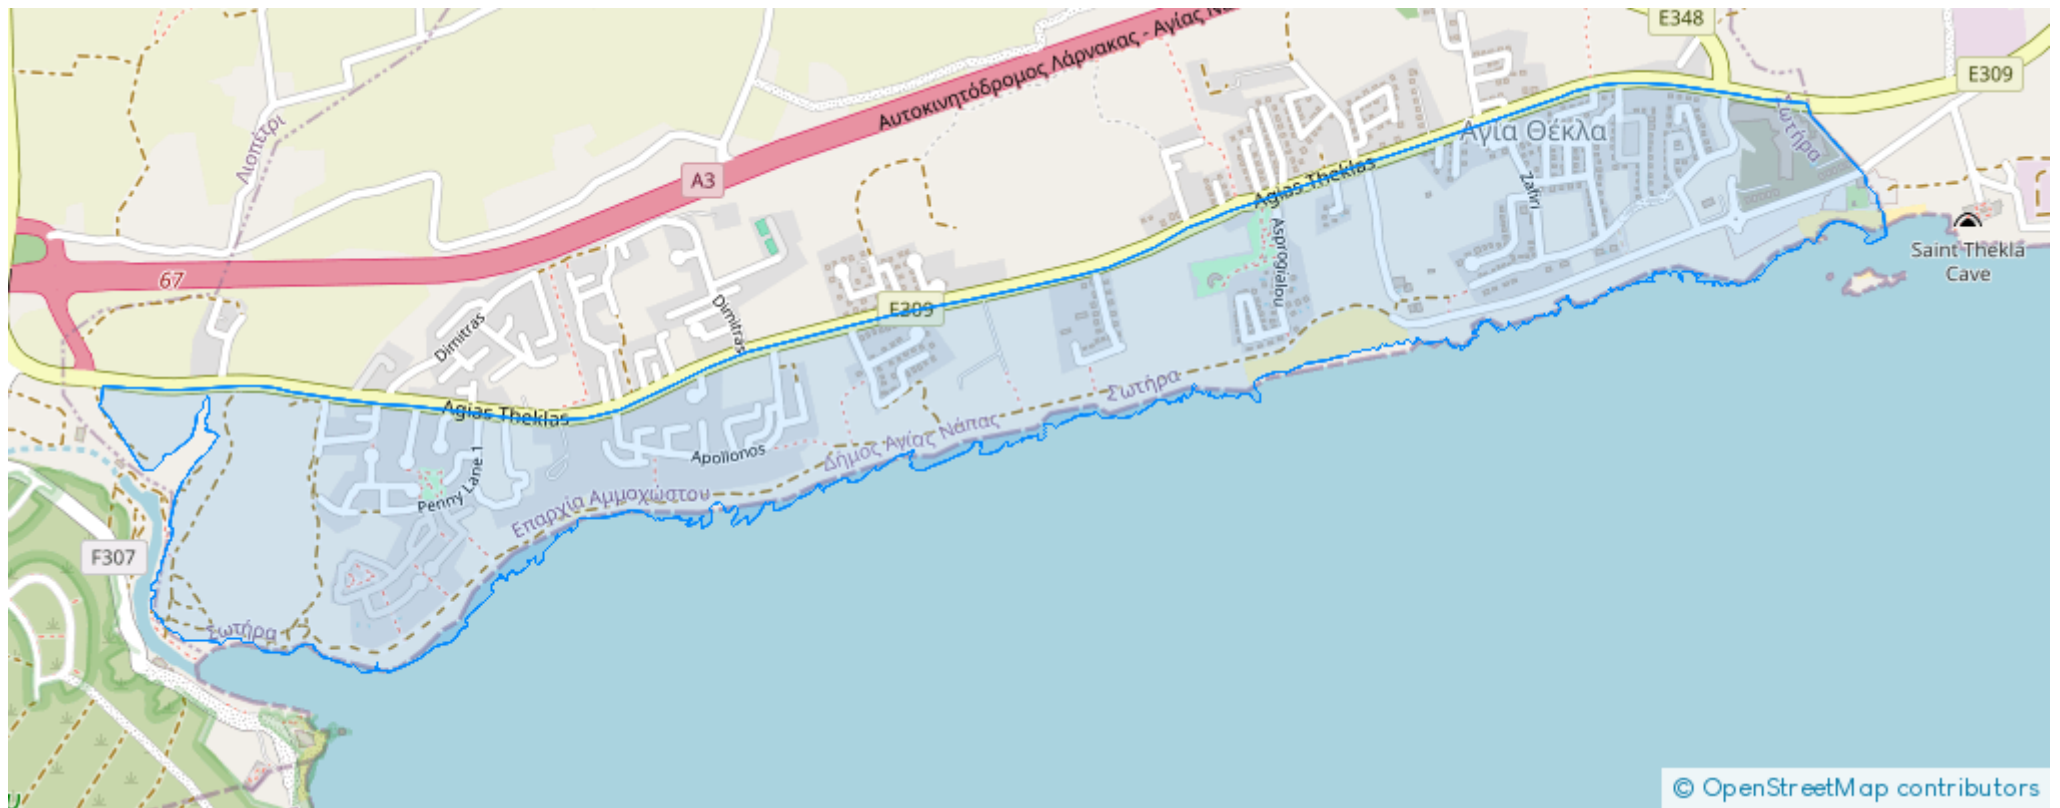 E348
E309
Αυτοκινητόδρομος Λάρνακας - Αγίας
Λιοπέτρι
A3
Αγία Θέκλα
Σωτήρα
Agias Theklas
Zafiri
Saint Thekla
Cave
67
Asprogialou
E309
Dimitras
Dimitras
Agias Theklas
Σωτήρα
Δήμος Αγίας Νάπας
Apollonos
Penny Lane 1
Επαρχία Αμμοχώστου
F307
Σωτήρα
© OpenStreetMap contributors